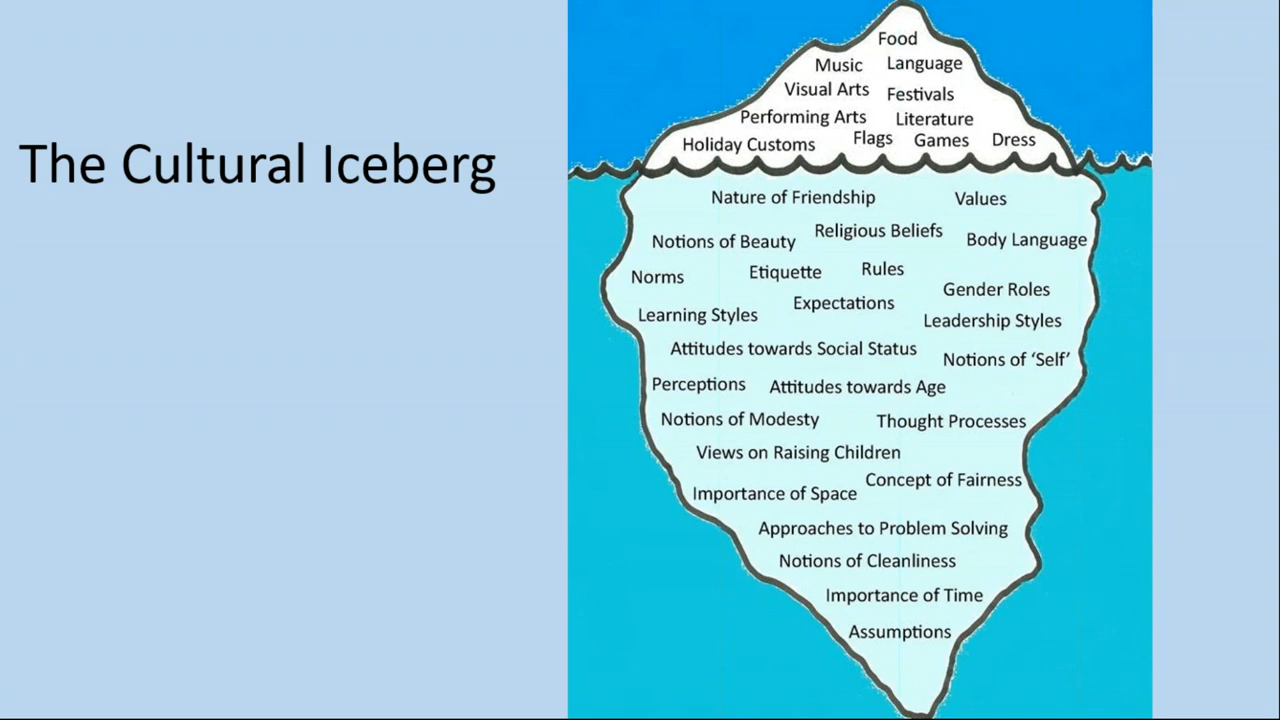 The Cultural Iceberg
Food
Music Language
Visual Arts Festivals
Performing Arts Literature
Holiday Customs Flags Games Dress
Nature of Friendship Values
Notions of Beauty Religious Beliefs Body Language
Norms Etiquette Rules
Gender Roles
Expectations
Learning Styles Leadership Styles
Attitudes towards Social Status Notions of ‘Self’
Perceptions Attitudes towards Age
Notions of Modesty Thought Processes
Views on Raising Children
Concept of Fairness
Importance of Space
Approaches to Problem Solving
Notions of Cleanliness
Importance of Time
Assumptions